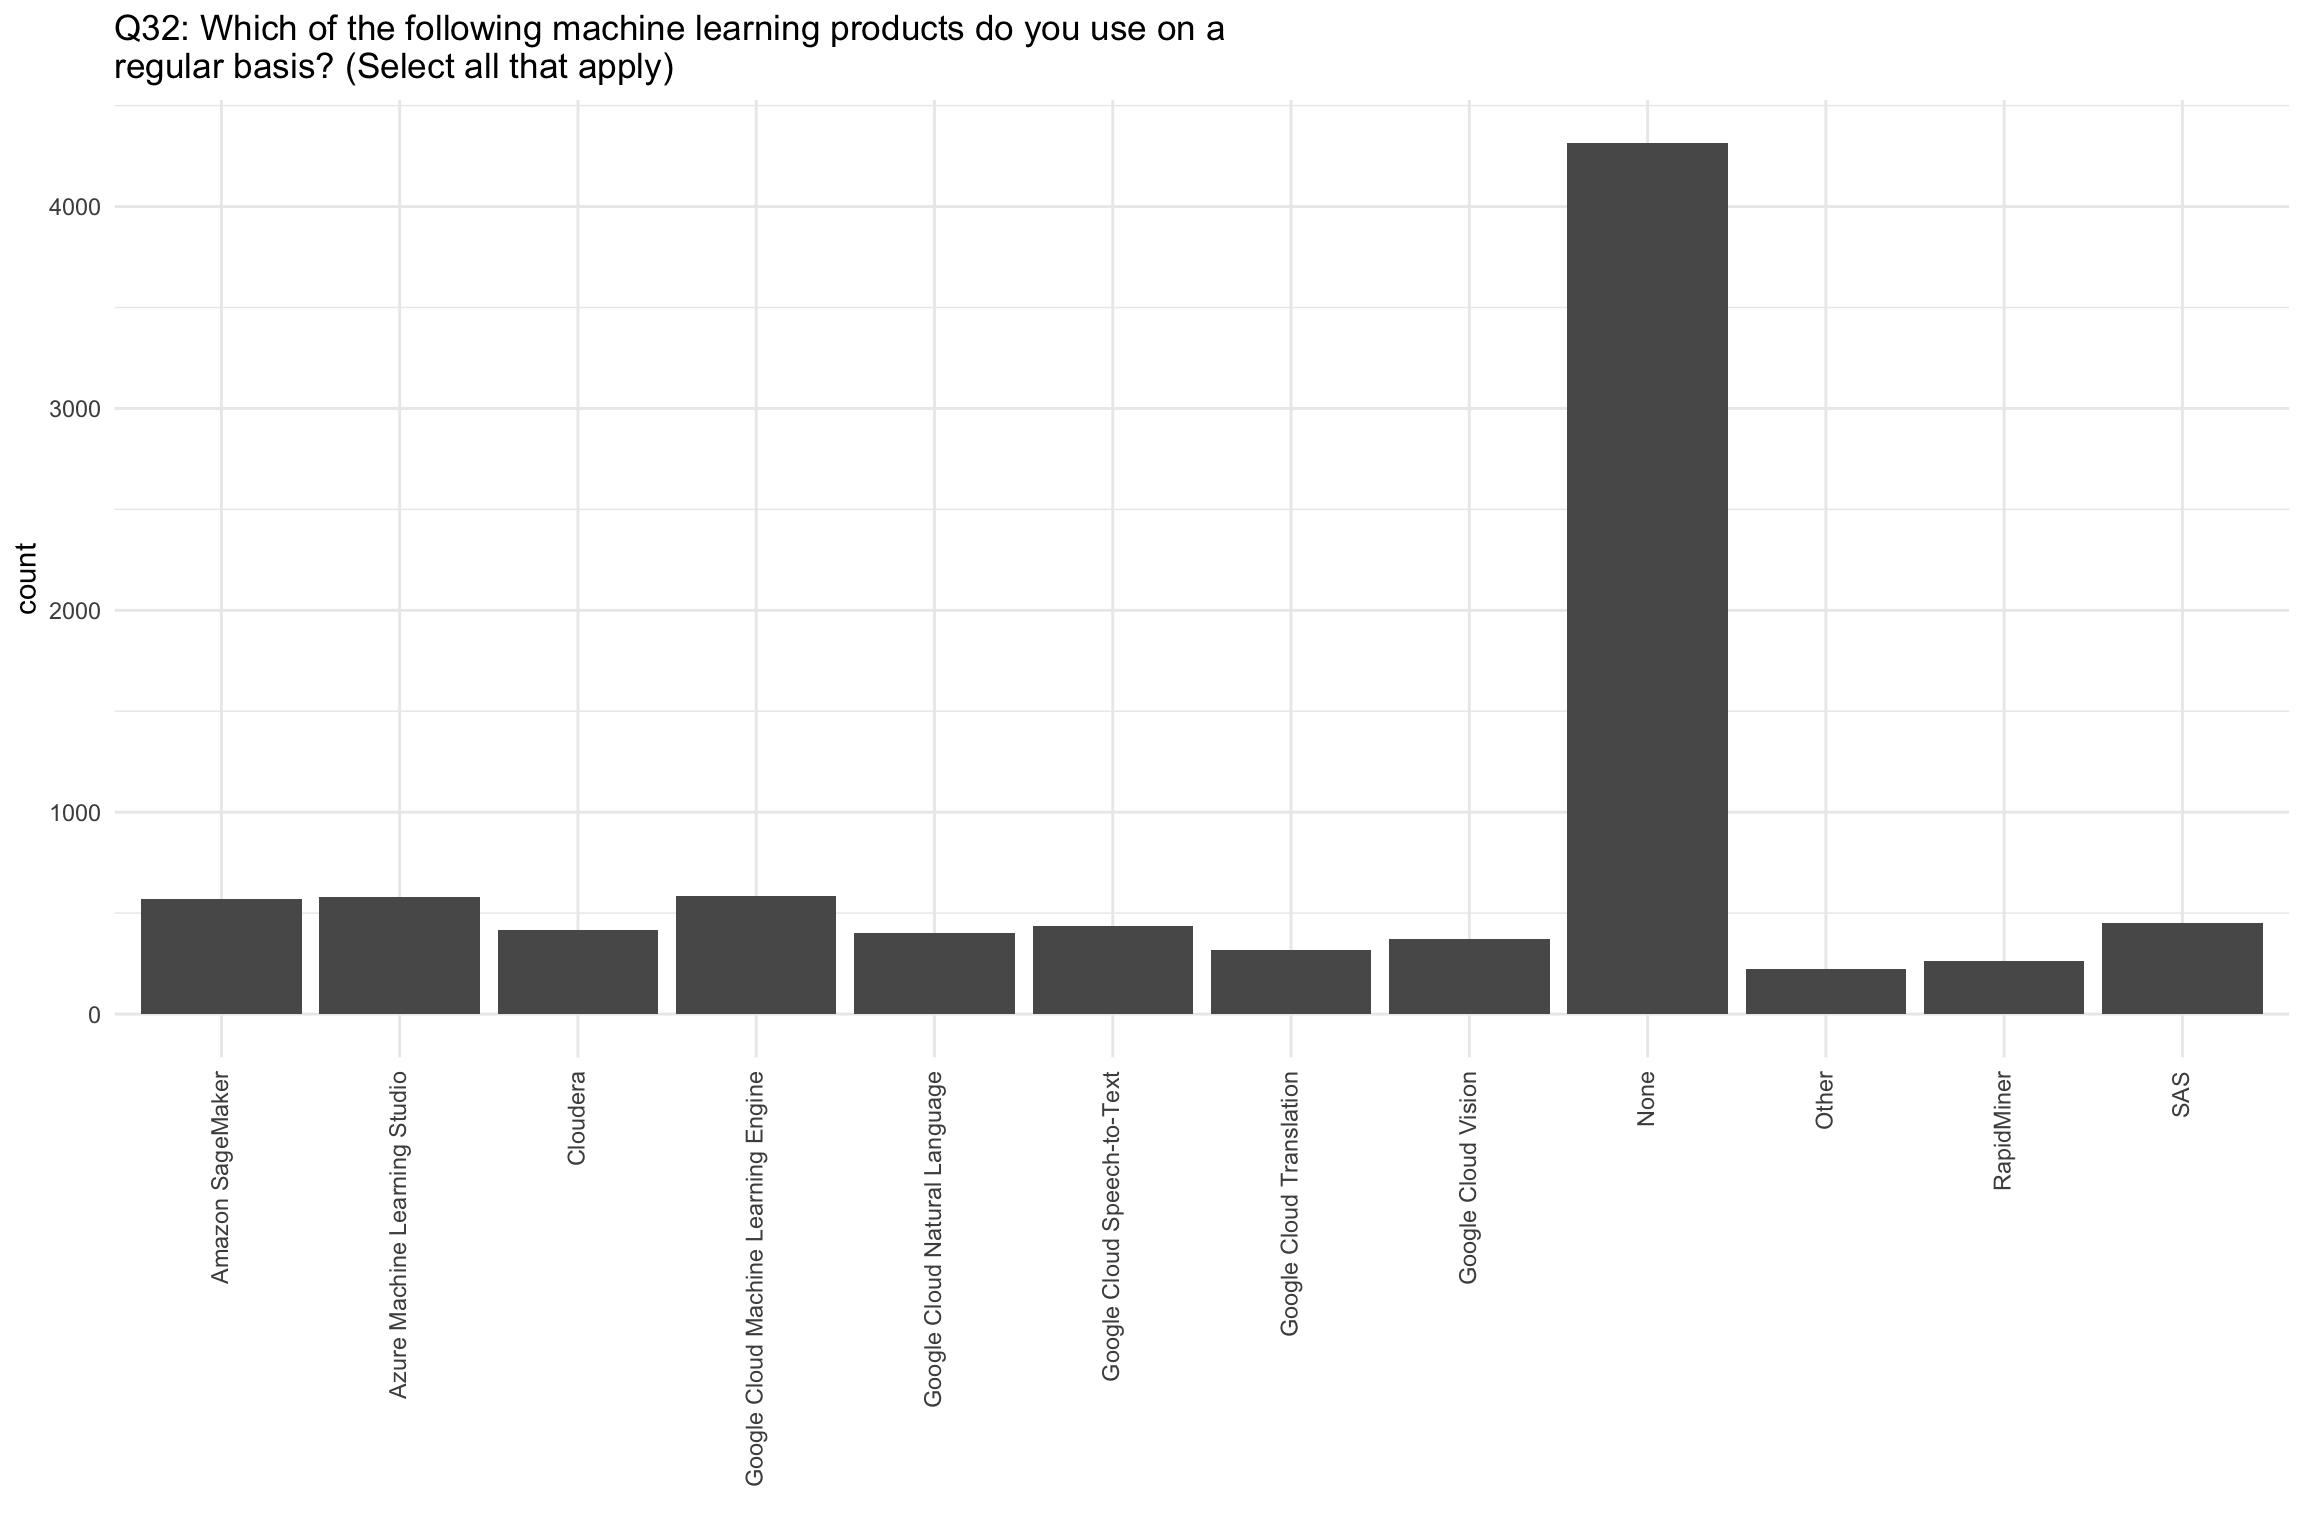 Q32: Which of the following machine learning products do you use on a
regular basis? (Select all that apply)
count
4000
3000
2000
1000
0
Amazon SageMaker
Azure Machine Learning Studio
Cloudera
Google Cloud Machine Learning Engine
Google Cloud Natural Language
Google Cloud Speech-to-Text
Google Cloud Translation
Google Cloud Vision
None
Other
RapidMiner
SAS